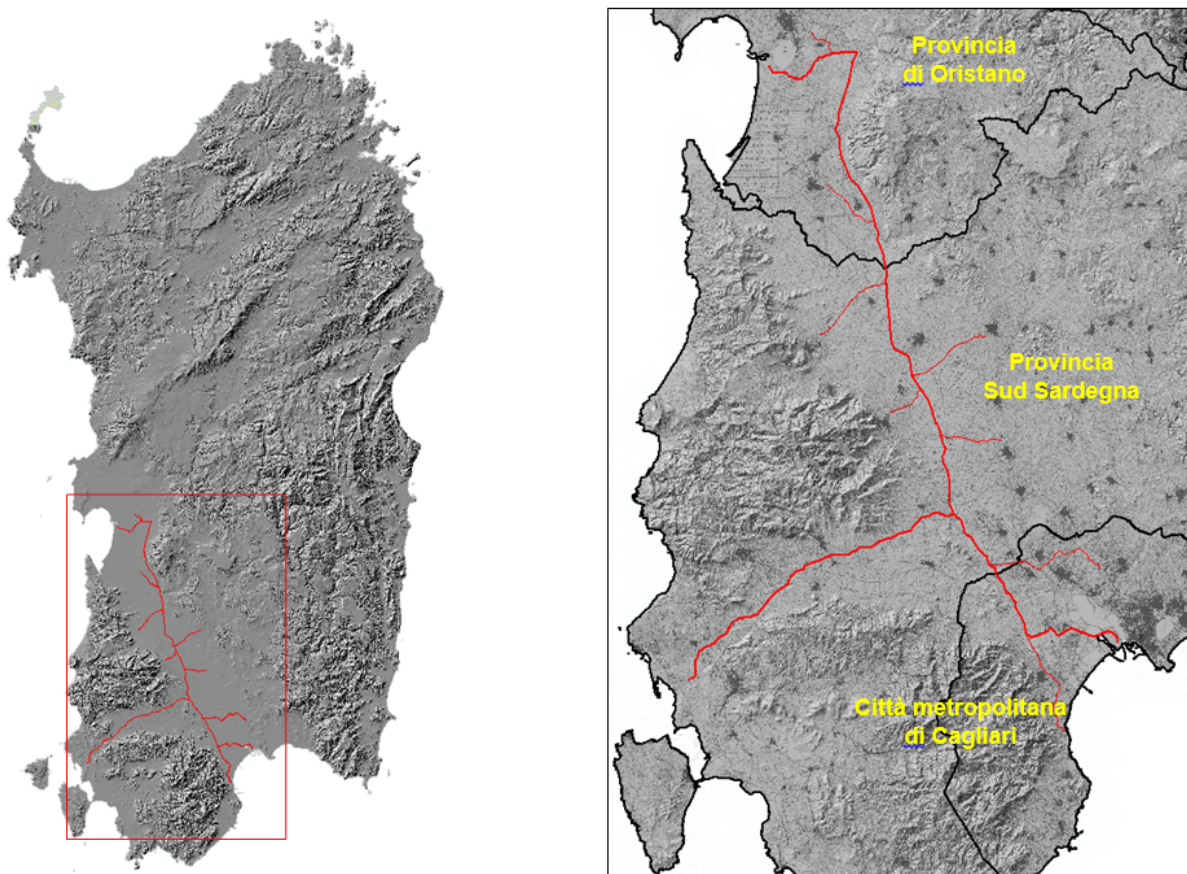 Provincia
di Oristano
Provincia
Sud Sardegna
Città metropolitana
di Cagliari